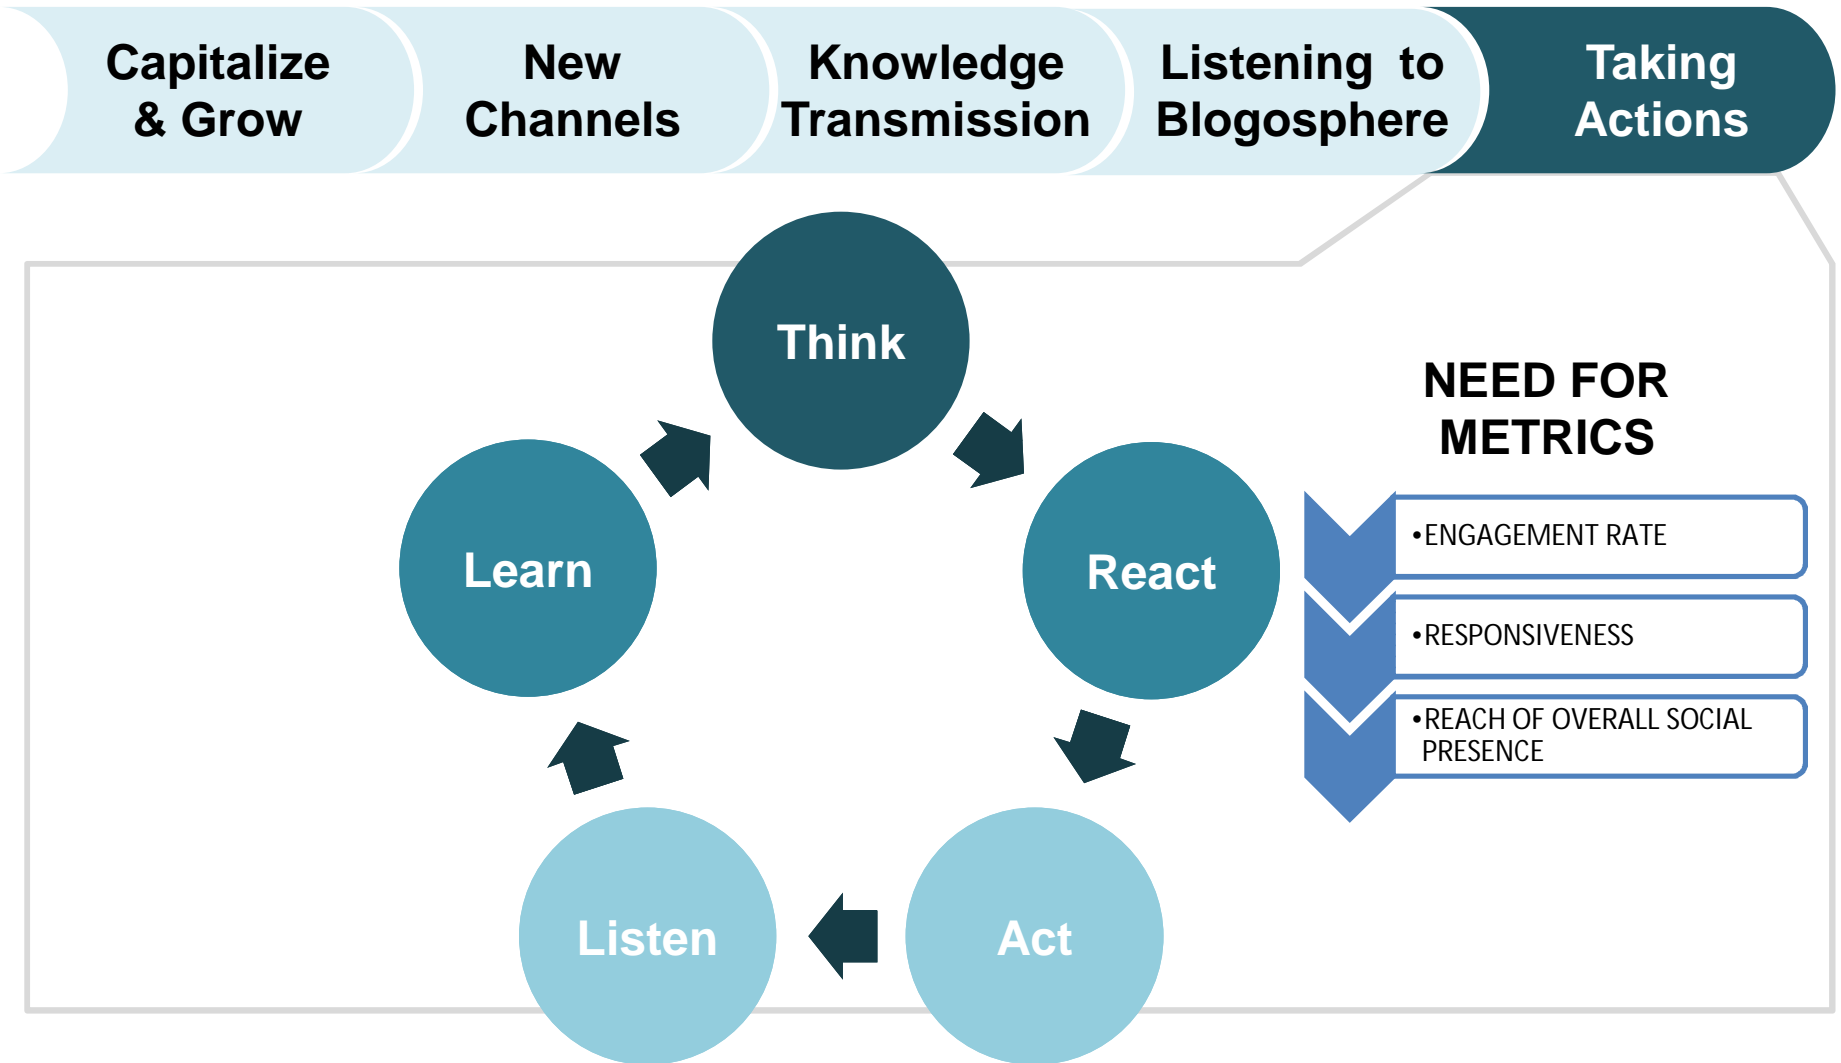 Capitalize
& Grow
New
Channels
Knowledge
Transmission
Listening to
Blogosphere
Taking
Actions
Think
React
Act
Listen
Learn
NEED FOR
METRICS
•ENGAGEMENT RATE
•RESPONSIVENESS
•REACH OF OVERALL SOCIAL
PRESENCE